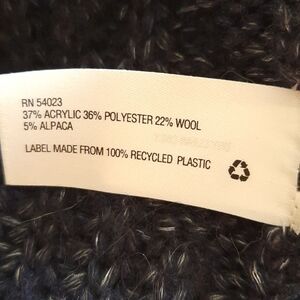 RN 54023
37% ACRYLIC 36% POLYESTER 22% WOOL
5% ALPACA
LABEL MADE FROM 100% RECYCLED PLASTIC